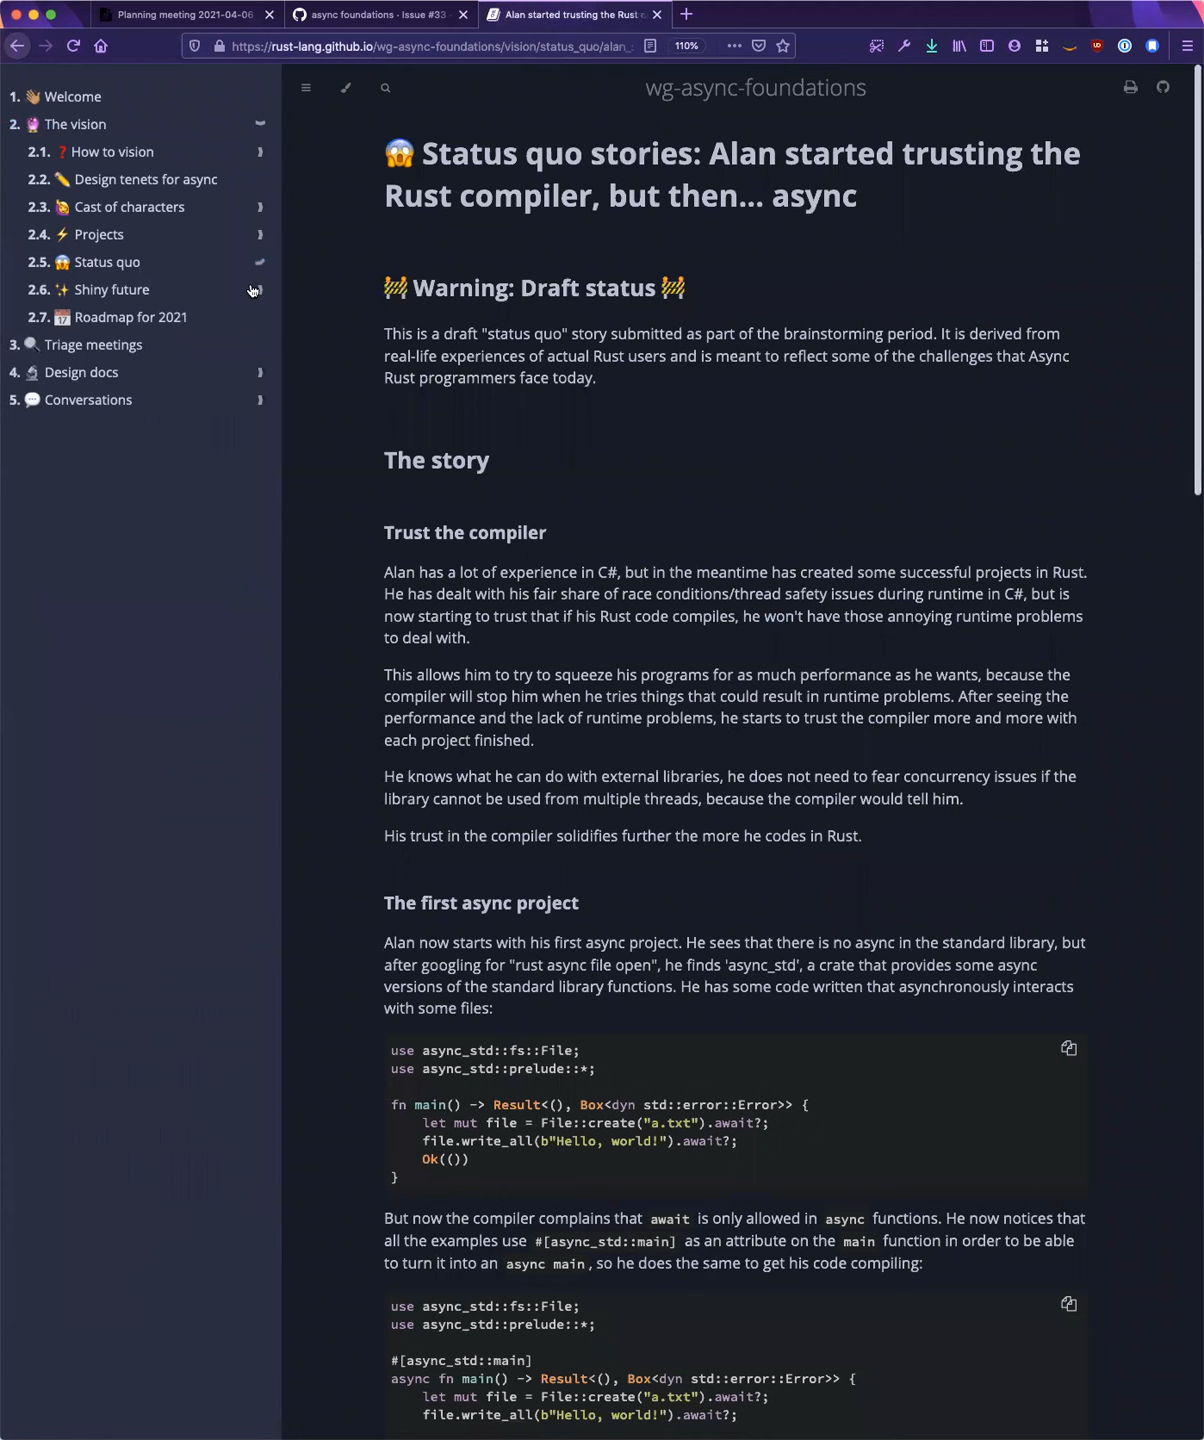 Planning meeting 2021-04-06
async foundations · Issue #33
Alan started trusting the Rust
https://rust-lang.github.io/wg-async-foundations/vision/status_quo/alan_
110%
1. 👋 Welcome
2. 🔮 The vision
2.1. ❓ How to vision
2.2. ✏️ Design tenets for async
2.3. 🙋 Cast of characters
2.4. ⚡ Projects
2.5. 😱 Status quo
2.6. ✨ Shiny future
2.7. 📅 Roadmap for 2021
3. 🔍 Triage meetings
4. 🔬 Design docs
5. 💬 Conversations
wg-async-foundations
😱 Status quo stories: Alan started trusting the
Rust compiler, but then... async
🚧 Warning: Draft status 🚧
This is a draft "status quo" story submitted as part of the brainstorming period. It is derived from
real-life experiences of actual Rust users and is meant to reflect some of the challenges that Async
Rust programmers face today.
The story
Trust the compiler
Alan has a lot of experience in C#, but in the meantime has created some successful projects in Rust.
He has dealt with his fair share of race conditions/thread safety issues during runtime in C#, but is
now starting to trust that if his Rust code compiles, he won't have those annoying runtime problems
to deal with.
This allows him to try to squeeze his programs for as much performance as he wants, because the
compiler will stop him when he tries things that could result in runtime problems. After seeing the
performance and the lack of runtime problems, he starts to trust the compiler more and more with
each project finished.
He knows what he can do with external libraries, he does not need to fear concurrency issues if the
library cannot be used from multiple threads, because the compiler would tell him.
His trust in the compiler solidifies further the more he codes in Rust.
The first async project
Alan now starts with his first async project. He sees that there is no async in the standard library, but
after googling for "rust async file open", he finds 'async_std', a crate that provides some async
versions of the standard library functions. He has some code written that asynchronously interacts
with some files:
use async_std::fs::File;
use async_std::prelude::*;
fn main() -> Result<(), Box<dyn std::error::Error>> {
let mut file = File::create("a.txt").await?;
file.write_all(b"Hello, world!").await?;
Ok(())
}
But now the compiler complains that await is only allowed in async functions. He now notices that
all the examples use #[async_std::main] as an attribute on the main function in order to be able
to turn it into an async main, so he does the same to get his code compiling:
use async_std::fs::File;
use async_std::prelude::*;
#[async_std::main]
async fn main() -> Result<(), Box<dyn std::error::Error>> {
let mut file = File::create("a.txt").await?;
file.write_all(b"Hello, world!").await?;